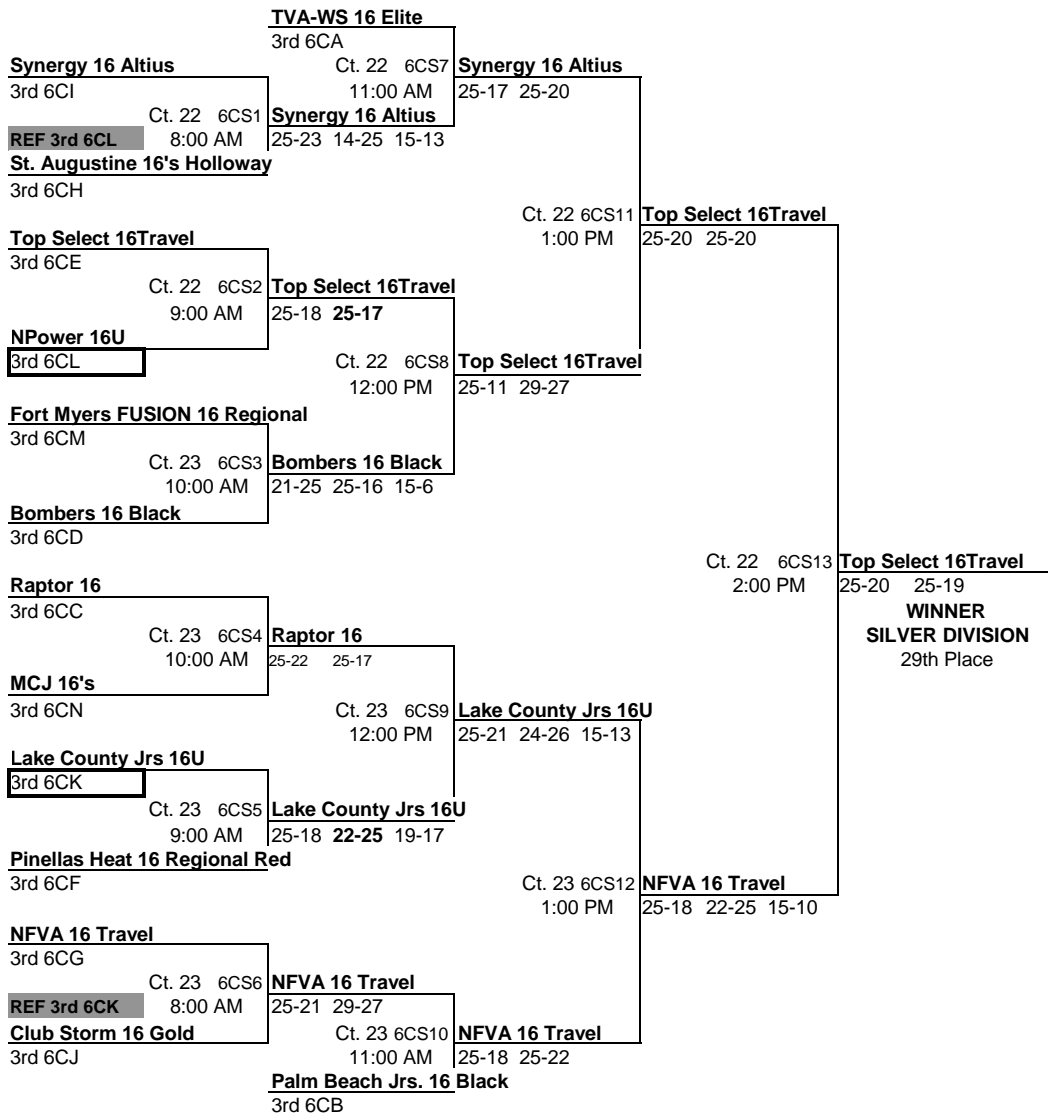 TVA-WS 16 Elite
3rd 6CA
Synergy 16 Altius Ct. 22 6CS7 Synergy 16 Altius
3rd 6CI 11:00 AM 25-17 25-20
Ct. 22 6CS1 Synergy 16 Altius
REF 3rd 6CL 8:00 AM 25-23 14-25 15-13
St. Augustine 16's Holloway
3rd 6CH
Ct. 22 6CS11 Top Select 16Travel
Top Select 16Travel 1:00 PM 25-20 25-20
3rd 6CE
Ct. 22 6CS2 Top Select 16Travel
9:00 AM 25-18 25-17
NPower 16U
3rd 6CL Ct. 22 6CS8 Top Select 16Travel
12:00 PM 25-11 29-27
Fort Myers FUSION 16 Regional
3rd 6CM
Ct. 23 6CS3 Bombers 16 Black
10:00 AM 21-25 25-16 15-6
Bombers 16 Black
3rd 6CD
Ct. 22 6CS13 Top Select 16Travel
Raptor 16 2:00 PM 25-20 25-19
3rd 6CC WINNER
Ct. 23 6CS4 Raptor 16 SILVER DIVISION
10:00 AM 25-22 25-17 29th Place
MCJ 16's
3rd 6CN Ct. 23 6CS9 Lake County Jrs 16U
12:00 PM 25-21 24-26 15-13
Lake County Jrs 16U
3rd 6CK
Ct. 23 6CS5 Lake County Jrs 16U
9:00 AM 25-18 22-25 19-17
Pinellas Heat 16 Regional Red
3rd 6CF Ct. 23 6CS12 NFVA 16 Travel
1:00 PM 25-18 22-25 15-10
NFVA 16 Travel
3rd 6CG
Ct. 23 6CS6 NFVA 16 Travel
REF 3rd 6CK 8:00 AM 25-21 29-27
Club Storm 16 Gold Ct. 23 6CS10 NFVA 16 Travel
3rd 6CJ 11:00 AM 25-18 25-22
Palm Beach Jrs. 16 Black
3rd 6CB